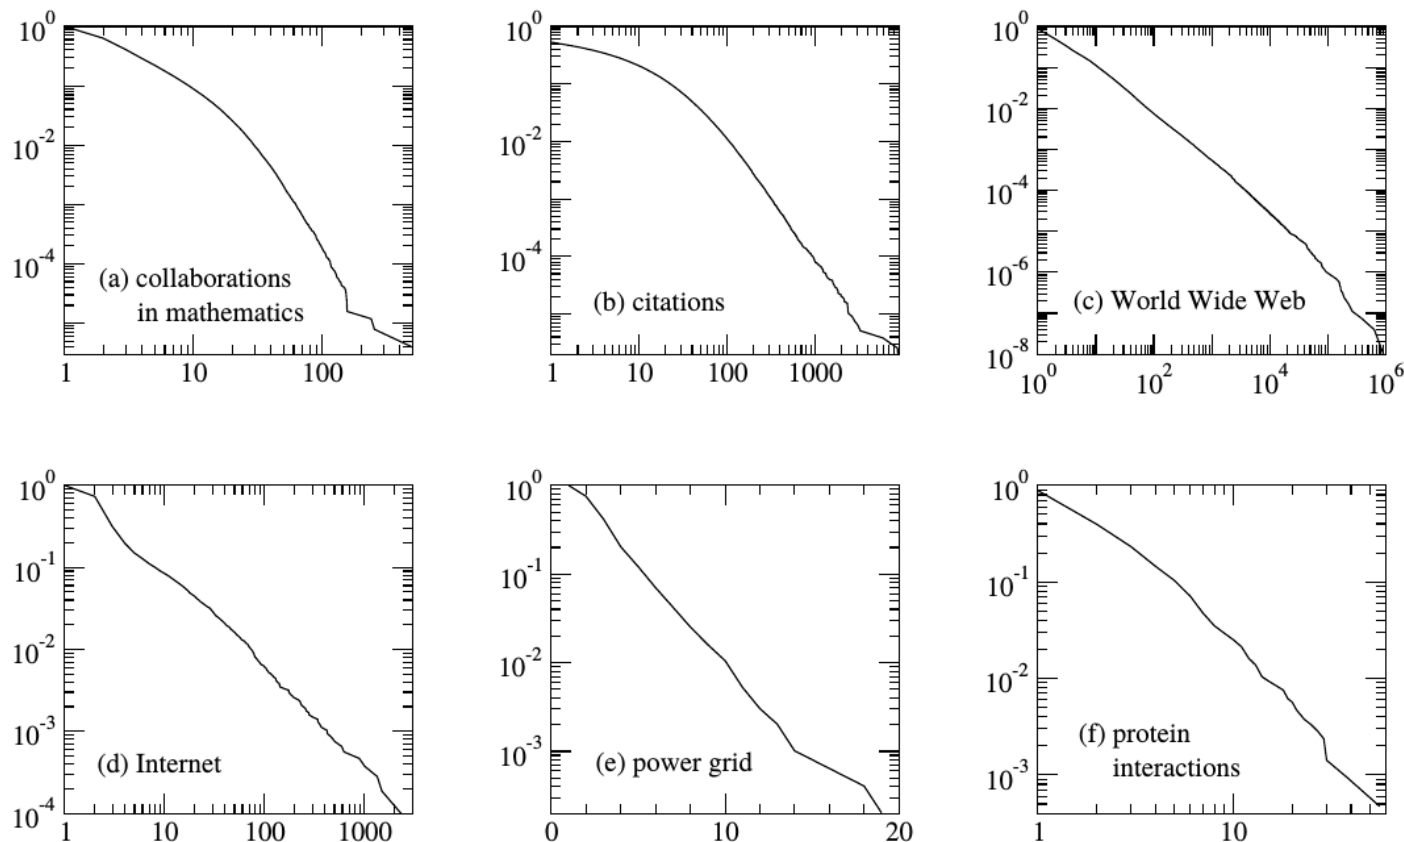 10^0
10^-2
10^-4
(a) collaborations
in mathematics
1 10 100
10^0
10^-2
10^-4
(b) citations
1 10 100 1000
10^0
10^-2
10^-4
10^-6
10^-8
(c) World Wide Web
10^0 10^2 10^4 10^6
10^0
10^-1
10^-2
10^-3
10^-4
(d) Internet
1 10 100 1000
10^0
10^-1
10^-2
10^-3
(e) power grid
0 10 20
10^0
10^-1
10^-2
10^-3
(f) protein
interactions
1 10